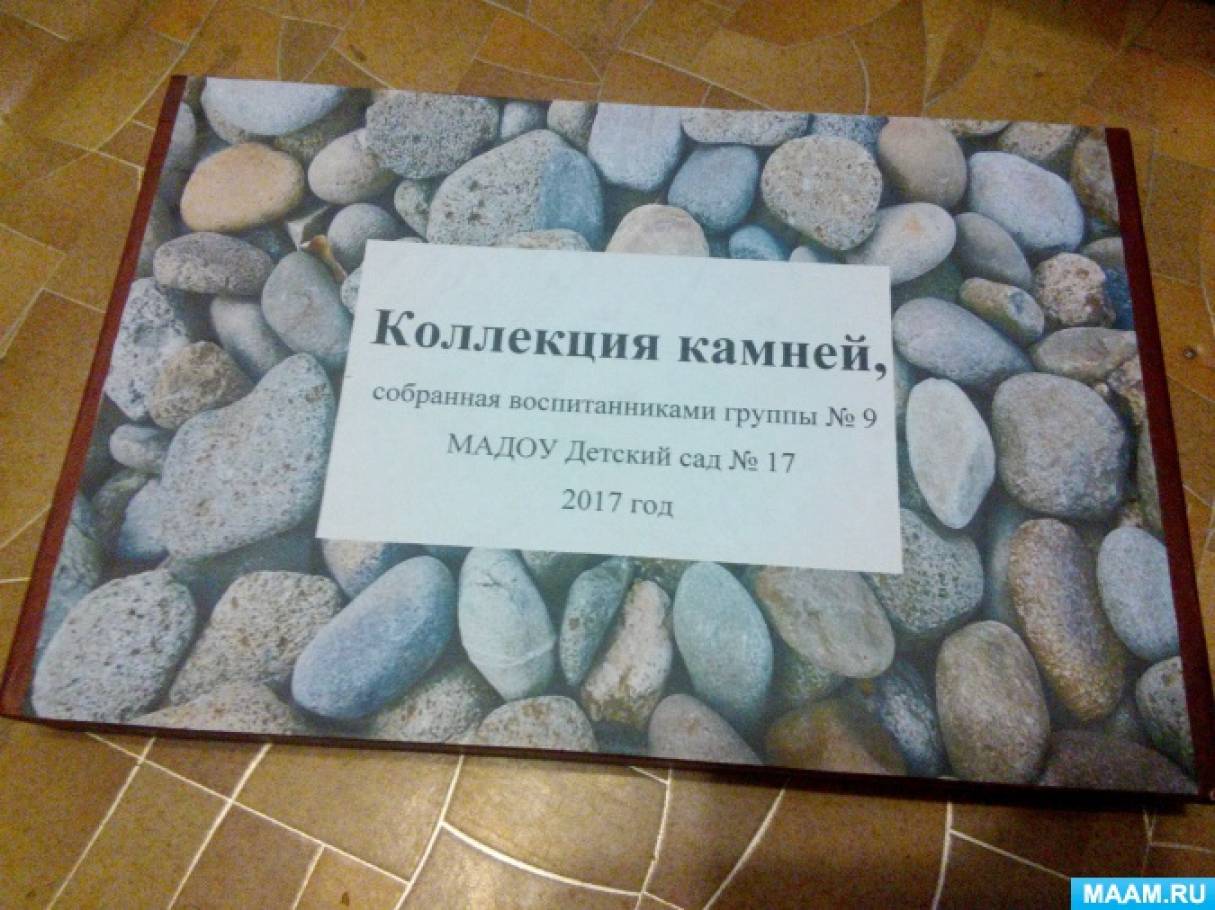 Коллекция камней,
собранная воспитанниками группы № 9
МАДОУ Детский сад № 17
2017 год
MAAM.RU